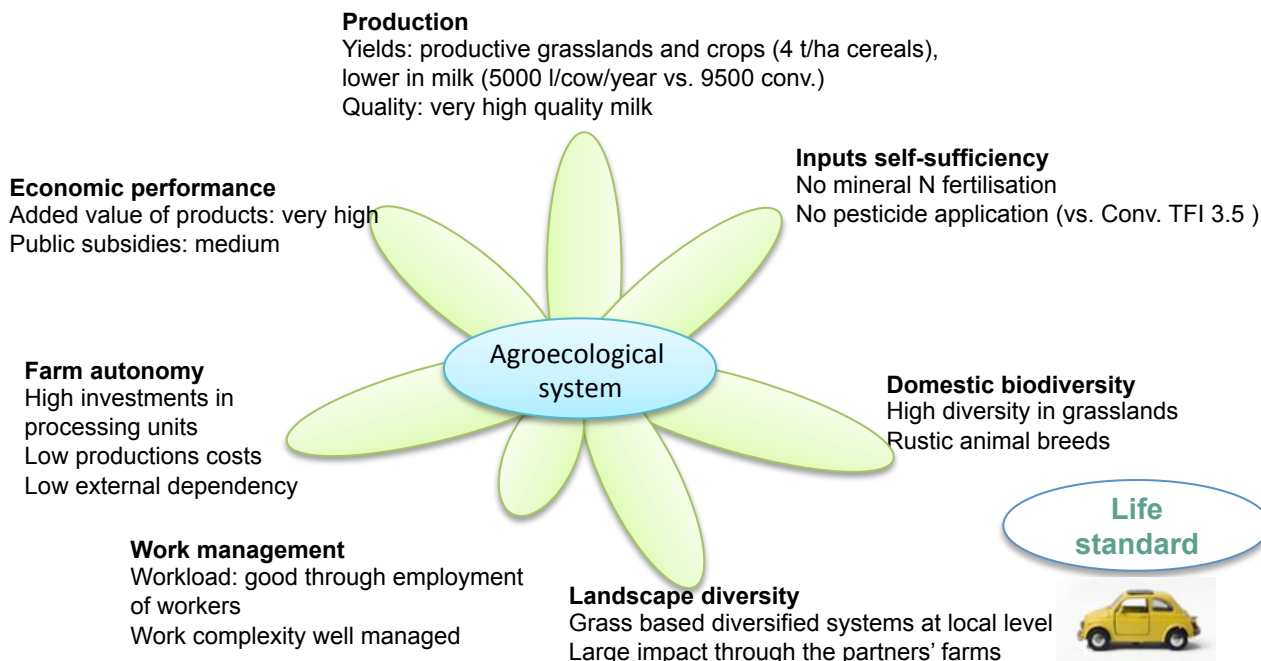 Production
Yields: productive grasslands and crops (4 t/ha cereals),
lower in milk (5000 l/cow/year vs. 9500 conv.)
Quality: very high quality milk
Inputs self-sufficiency
No mineral N fertilisation
No pesticide application (vs. Conv. TFI 3.5 )
Economic performance
Added value of products: very high
Public subsidies: medium
Agroecological
system
Farm autonomy
High investments in
processing units
Low productions costs
Low external dependency
Domestic biodiversity
High diversity in grasslands
Rustic animal breeds
Life
standard
Work management
Workload: good through employment
of workers
Work complexity well managed
Landscape diversity
Grass based diversified systems at local level
Large impact through the partners' farms